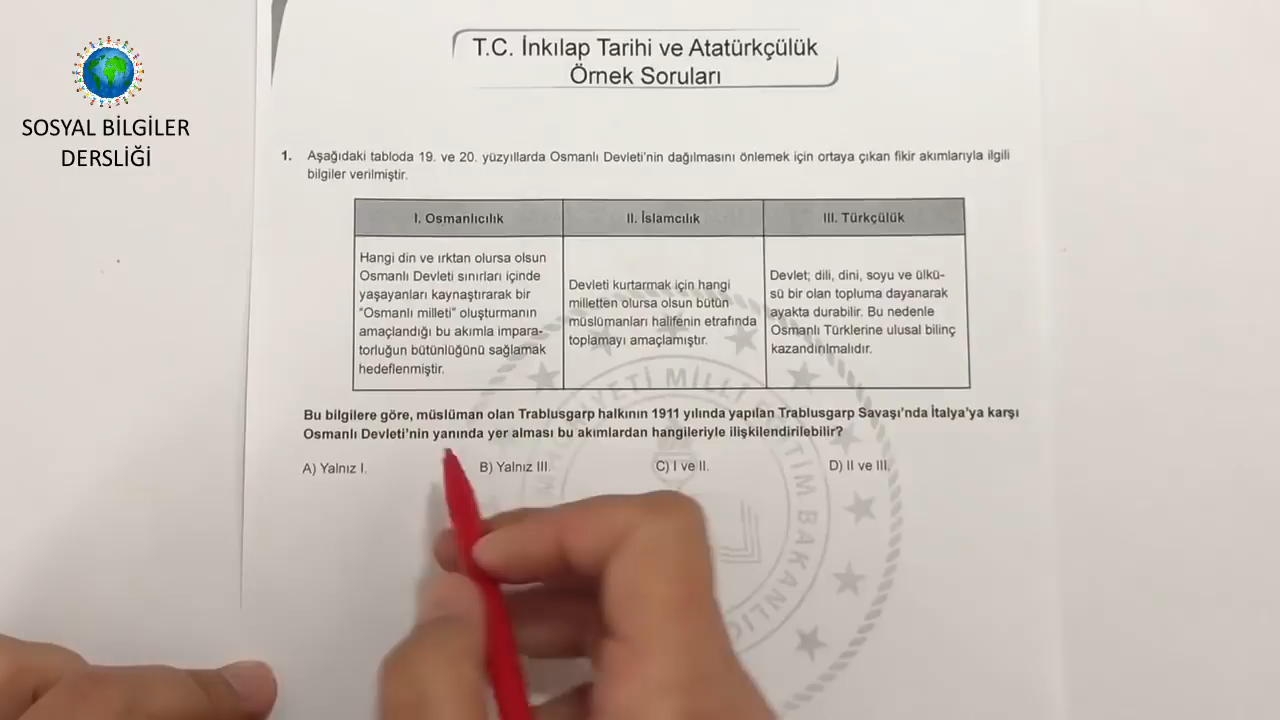 SOSYAL BİLGİLER
DERSLİĞİ
T.C. İnkılap Tarihi ve Atatürkçülük
Örnek Soruları
1. Aşağıdaki tabloda 19. ve 20. yüzyıllarda Osmanlı Devleti’nin dağılmasını önlemek için ortaya çıkan fikir akımlarıyla ilgili
bilgiler verilmiştir.
I. Osmanlıcılık
Hangi din ve ırktan olursa olsun
Osmanlı Devleti sınırları içinde
yaşayanları kaynaştırarak bir
“Osmanlı milleti” oluşturmanın
amaçlandığı bu akımla impara-
torluğun bütünlüğünü sağlamak
hedeflenmiştir.
II. İslamcılık
Devleti kurtarmak için hangi
milletten olursa olsun bütün
müslümanları halifenin etrafında
toplamayı amaçlamıştır.
III. Türkçülük
Devlet; dili, dini, soyu ve ülkü-
sü bir olan topluma dayanarak
ayakta durabilir. Bu nedenle
Osmanlı Türklerine ulusal bilinç
kazandırılmalıdır.
Bu bilgilere göre, müslüman olan Trablusgarp halkının 1911 yılında yapılan Trablusgarp Savaşı’nda İtalya’ya karşı
Osmanlı Devleti’nin yanında yer alması bu akımlardan hangileriyle ilişkilendirilebilir?
A) Yalnız I. B) Yalnız III. C) I ve II. D) II ve III.
MİLLÎ EĞİTİM BAKANLIĞI